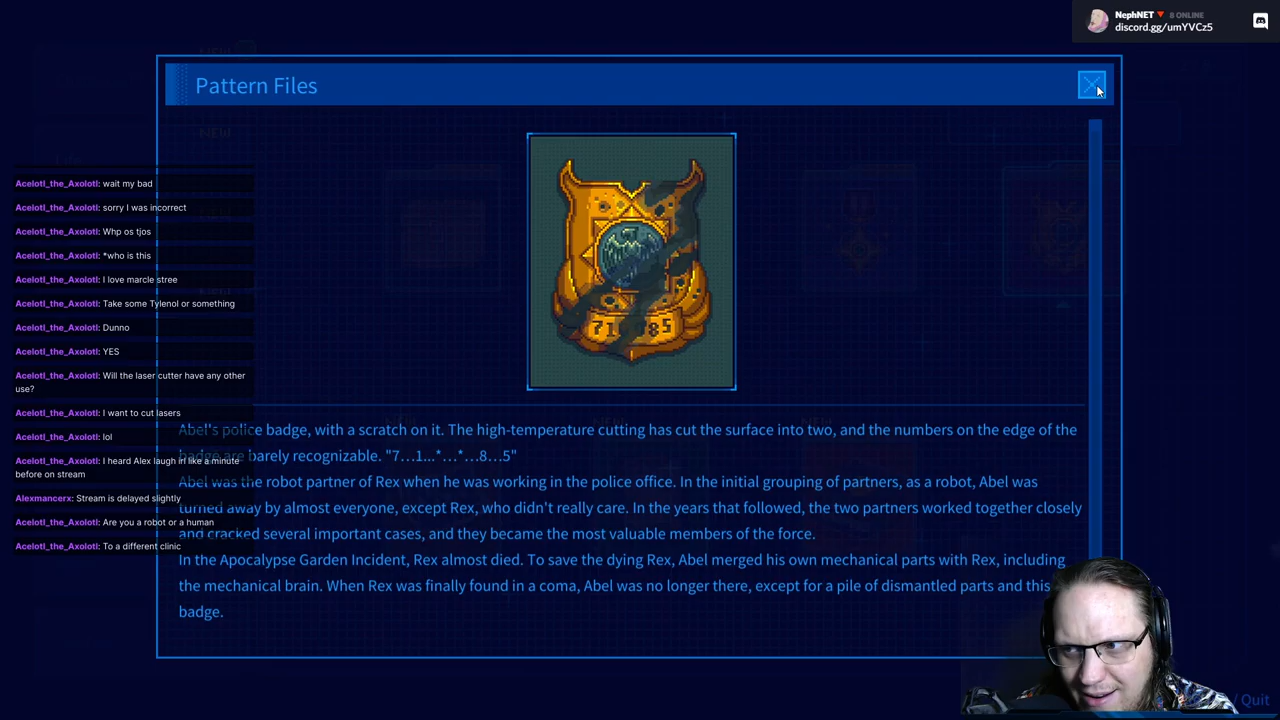 NephNET 8 ONLINE
discord.gg/umYVCz5
NEW
Pattern Files
NEW
Acelotl_the_Axolotl: wait my bad
Acelotl_the_Axolotl: sorry I was incorrect
Acelotl_the_Axolotl: Whp os tjos
Acelotl_the_Axolotl: *who is this
Acelotl_the_Axolotl: I love marcle stree
Acelotl_the_Axolotl: Take some Tylenol or something
Acelotl_the_Axolotl: Dunno
Acelotl_the_Axolotl: YES
Acelotl_the_Axolotl: Will the laser cutter have any other
use?
Acelotl_the_Axolotl: I want to cut lasers
Acelotl_the_Axolotl: lol
Acelotl_the_Axolotl: I heard Alex laugh irl like a minute
before on stream
Alexmancerx: Stream is delayed slightly
Acelotl_the_Axolotl: Are you a robot or a human
Acelotl_the_Axolotl: To a different clinic
71 85
Abel's police badge, with a scratch on it. The high-temperature cutting has cut the surface into two, and the numbers on the edge of the
badge are barely recognizable. "7...1...*...*...8...5"
Abel was the robot partner of Rex when he was working in the police office. In the initial grouping of partners, as a robot, Abel was
turned away by almost everyone, except Rex, who didn't really care. In the years that followed, the two partners worked together closely
and cracked several important cases, and they became the most valuable members of the force.
In the Apocalypse Garden Incident, Rex almost died. To save the dying Rex, Abel merged his own mechanical parts with Rex, including
the mechanical brain. When Rex was finally found in a coma, Abel was no longer there, except for a pile of dismantled parts and this
badge.
/ Quit